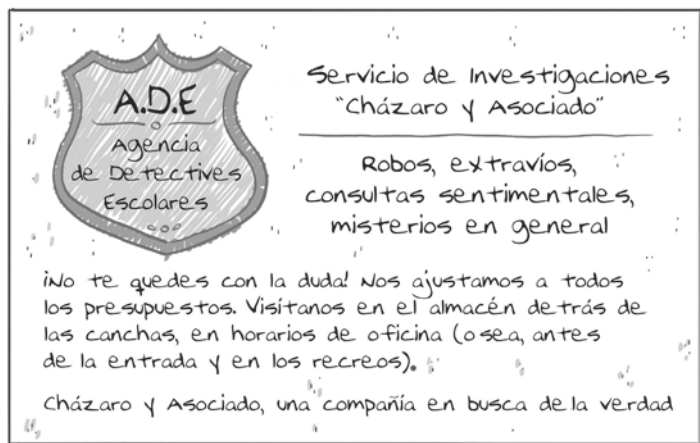 A.D.E
Agencia
de Detectives
Escolares
Servicio de Investigaciones
"Cházaro y Asociado"
Robos, extravíos,
consultas sentimentales,
misterios en general
¡No te quedes con la duda! Nos ajustamos a todos
los presupuestos. Visítanos en el almacén detrás de
las canchas, en horarios de oficina (o sea, antes
de la entrada y en los recreos).
Cházaro y Asociado, una compañía en busca de la verdad